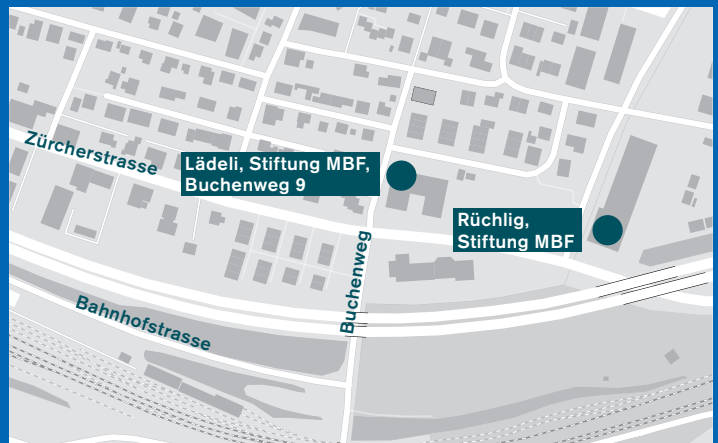 Zürcherstrasse
Lädeli, Stiftung MBF,
Buchenweg 9
Rüchlig,
Stiftung MBF
Buchenweg
Bahnhofstrasse